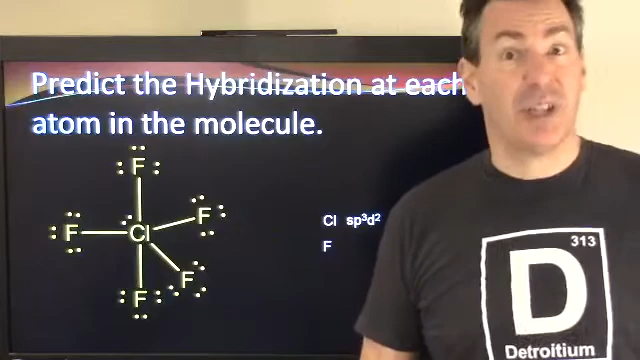 Predict the Hybridization at each
atom in the molecule.
F
F
F
Cl
F
F
Cl sp³d²
F
313
D
Detroitium